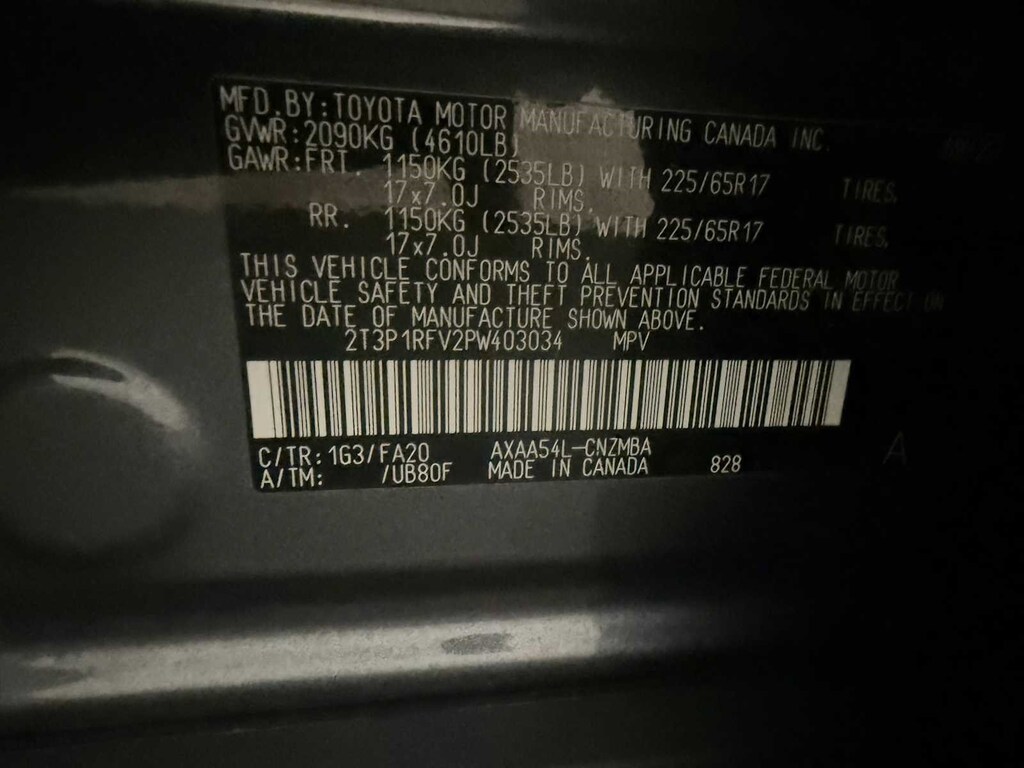 MFD.BY:TOYOTA MOTOR MANUFACTURING CANADA INC.
GVWR:2090KG (4610LB)
GAWR:FRT. 1150KG (2535LB) WITH 225/65R17 TIRES,
17x7.0J RIMS.
RR. 1150KG (2535LB) WITH 225/65R17 TIRES,
17x7.0J RIMS.
THIS VEHICLE CONFORMS TO ALL APPLICABLE FEDERAL MOTOR
VEHICLE SAFETY AND THEFT PREVENTION STANDARDS IN EFFECT ON
THE DATE OF MANUFACTURE SHOWN ABOVE.
2T3P1RFV2PW403034 MPV
C/TR:1G3/FA20 AXAA54L-CNZMBA
A/TM: /UB80F MADE IN CANADA 828
A